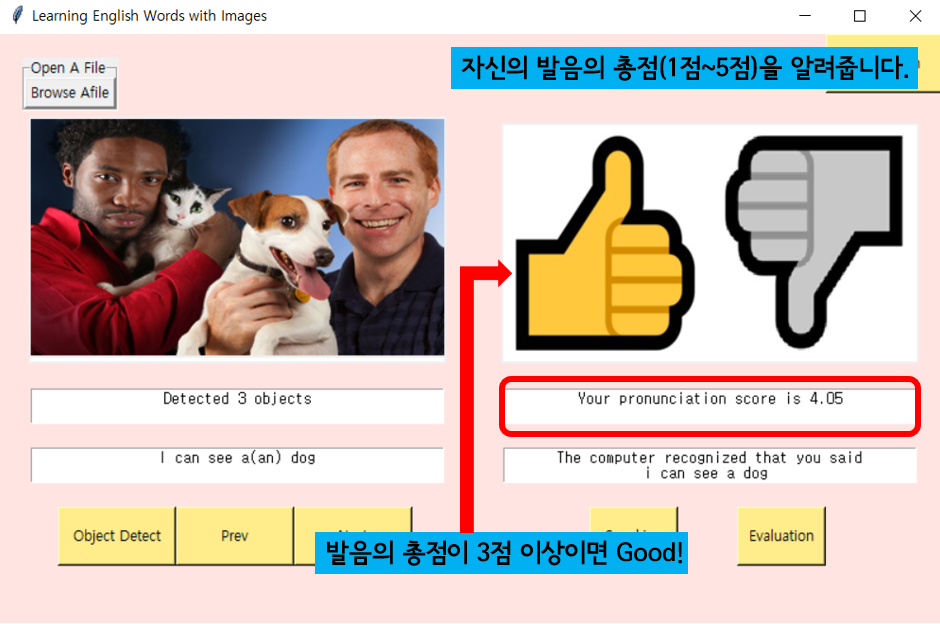 Learning English Words with Images
자신의 발음의 총점(1점~5점)을 알려줍니다.
Open A File
Browse Afile
Detected 3 objects
Your pronunciation score is 4.05
I can see a(an) dog
The computer recognized that you said
i can see a dog
Object Detect
Prev
Evaluation
발음의 총점이 3점 이상이면 Good!